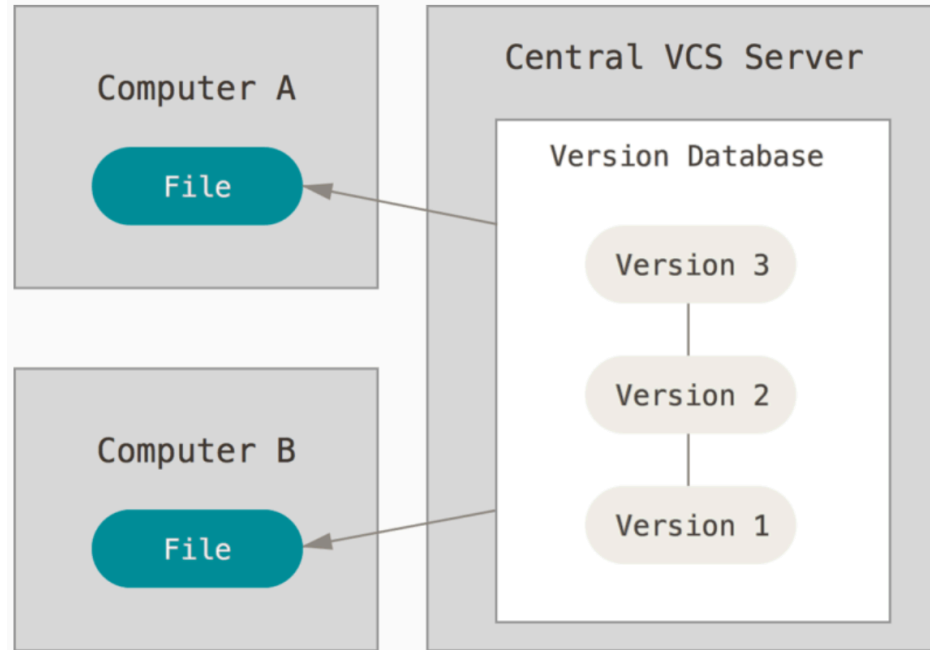 Computer A
File
Computer B
File
Central VCS Server
Version Database
Version 3
Version 2
Version 1